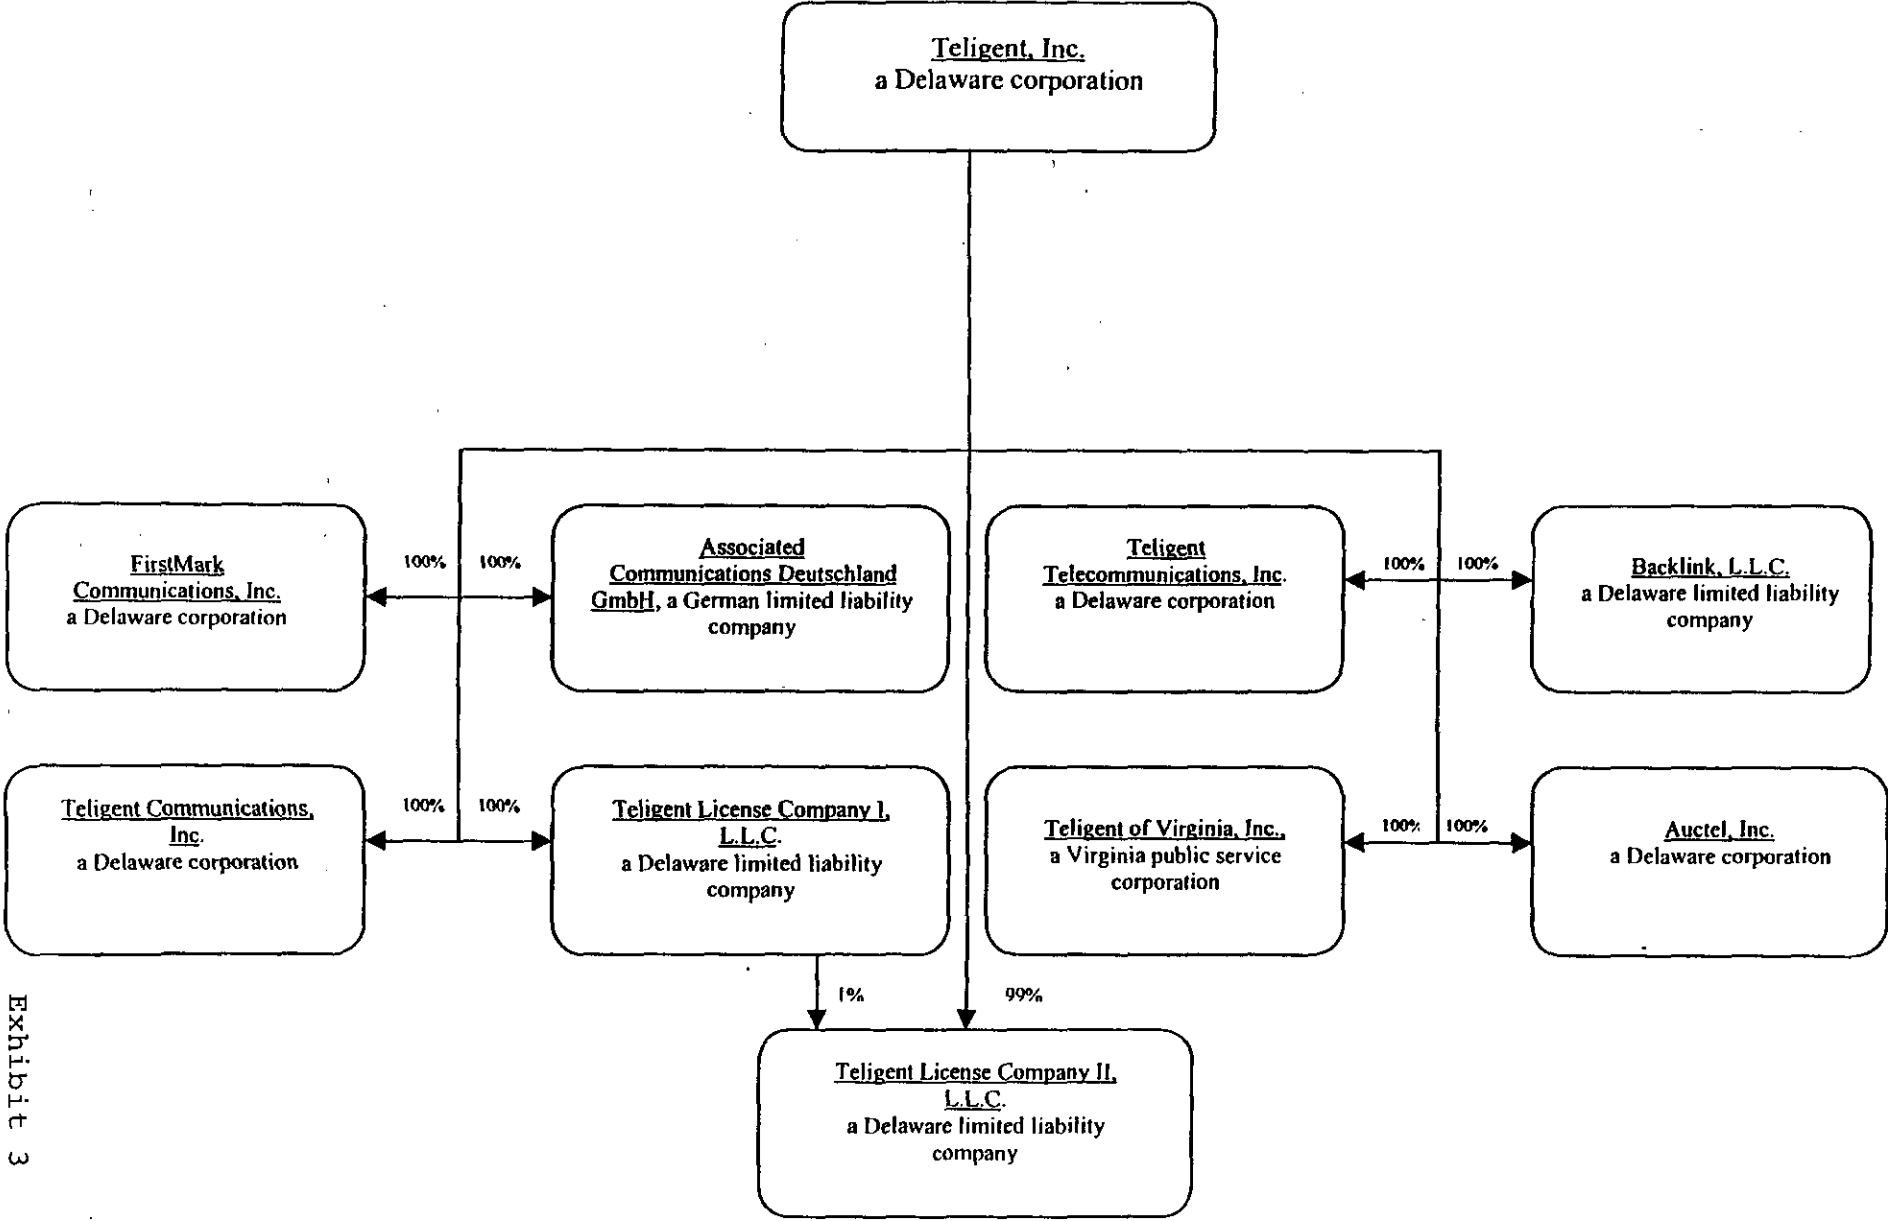 Teligent, Inc.
a Delaware corporation
FirstMark
Communications, Inc.
a Delaware corporation
100%
100%
Associated
Communications Deutschland
GmbH, a German limited liability
company
Teligent
Telecommunications, Inc.
a Delaware corporation
100%
100%
Backlink, L.L.C.
a Delaware limited liability
company
Teligent Communications,
Inc.
a Delaware corporation
100%
100%
Teligent License Company I,
L.L.C.
a Delaware limited liability
company
Teligent of Virginia, Inc.,
a Virginia public service
corporation
100%
100%
Auctel, Inc.
a Delaware corporation
1%
99%
Teligent License Company II,
L.L.C.
a Delaware limited liability
company
Exhibit 3